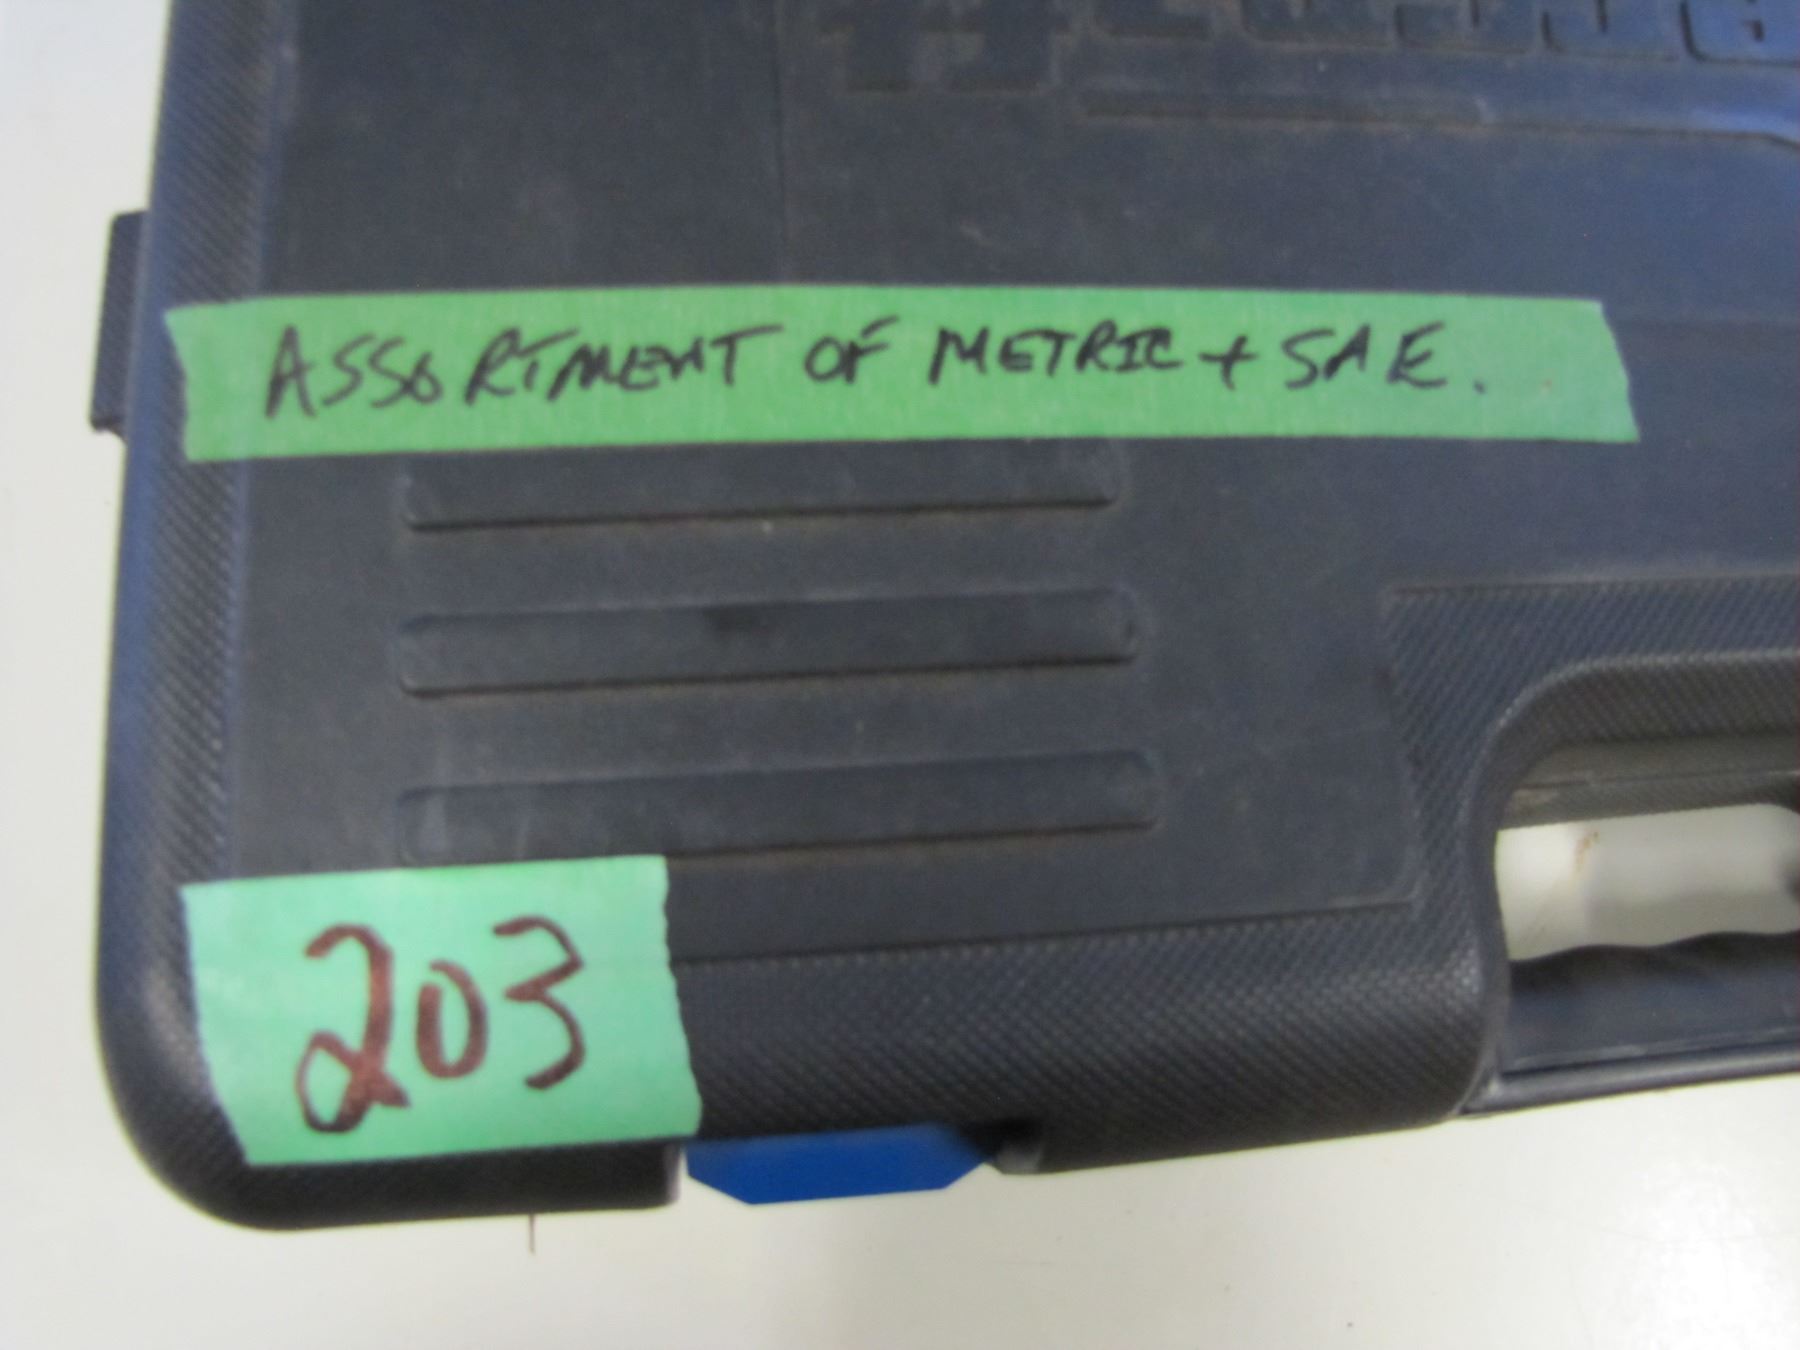 ASSORTMENT OF METRIC + SAE.
203